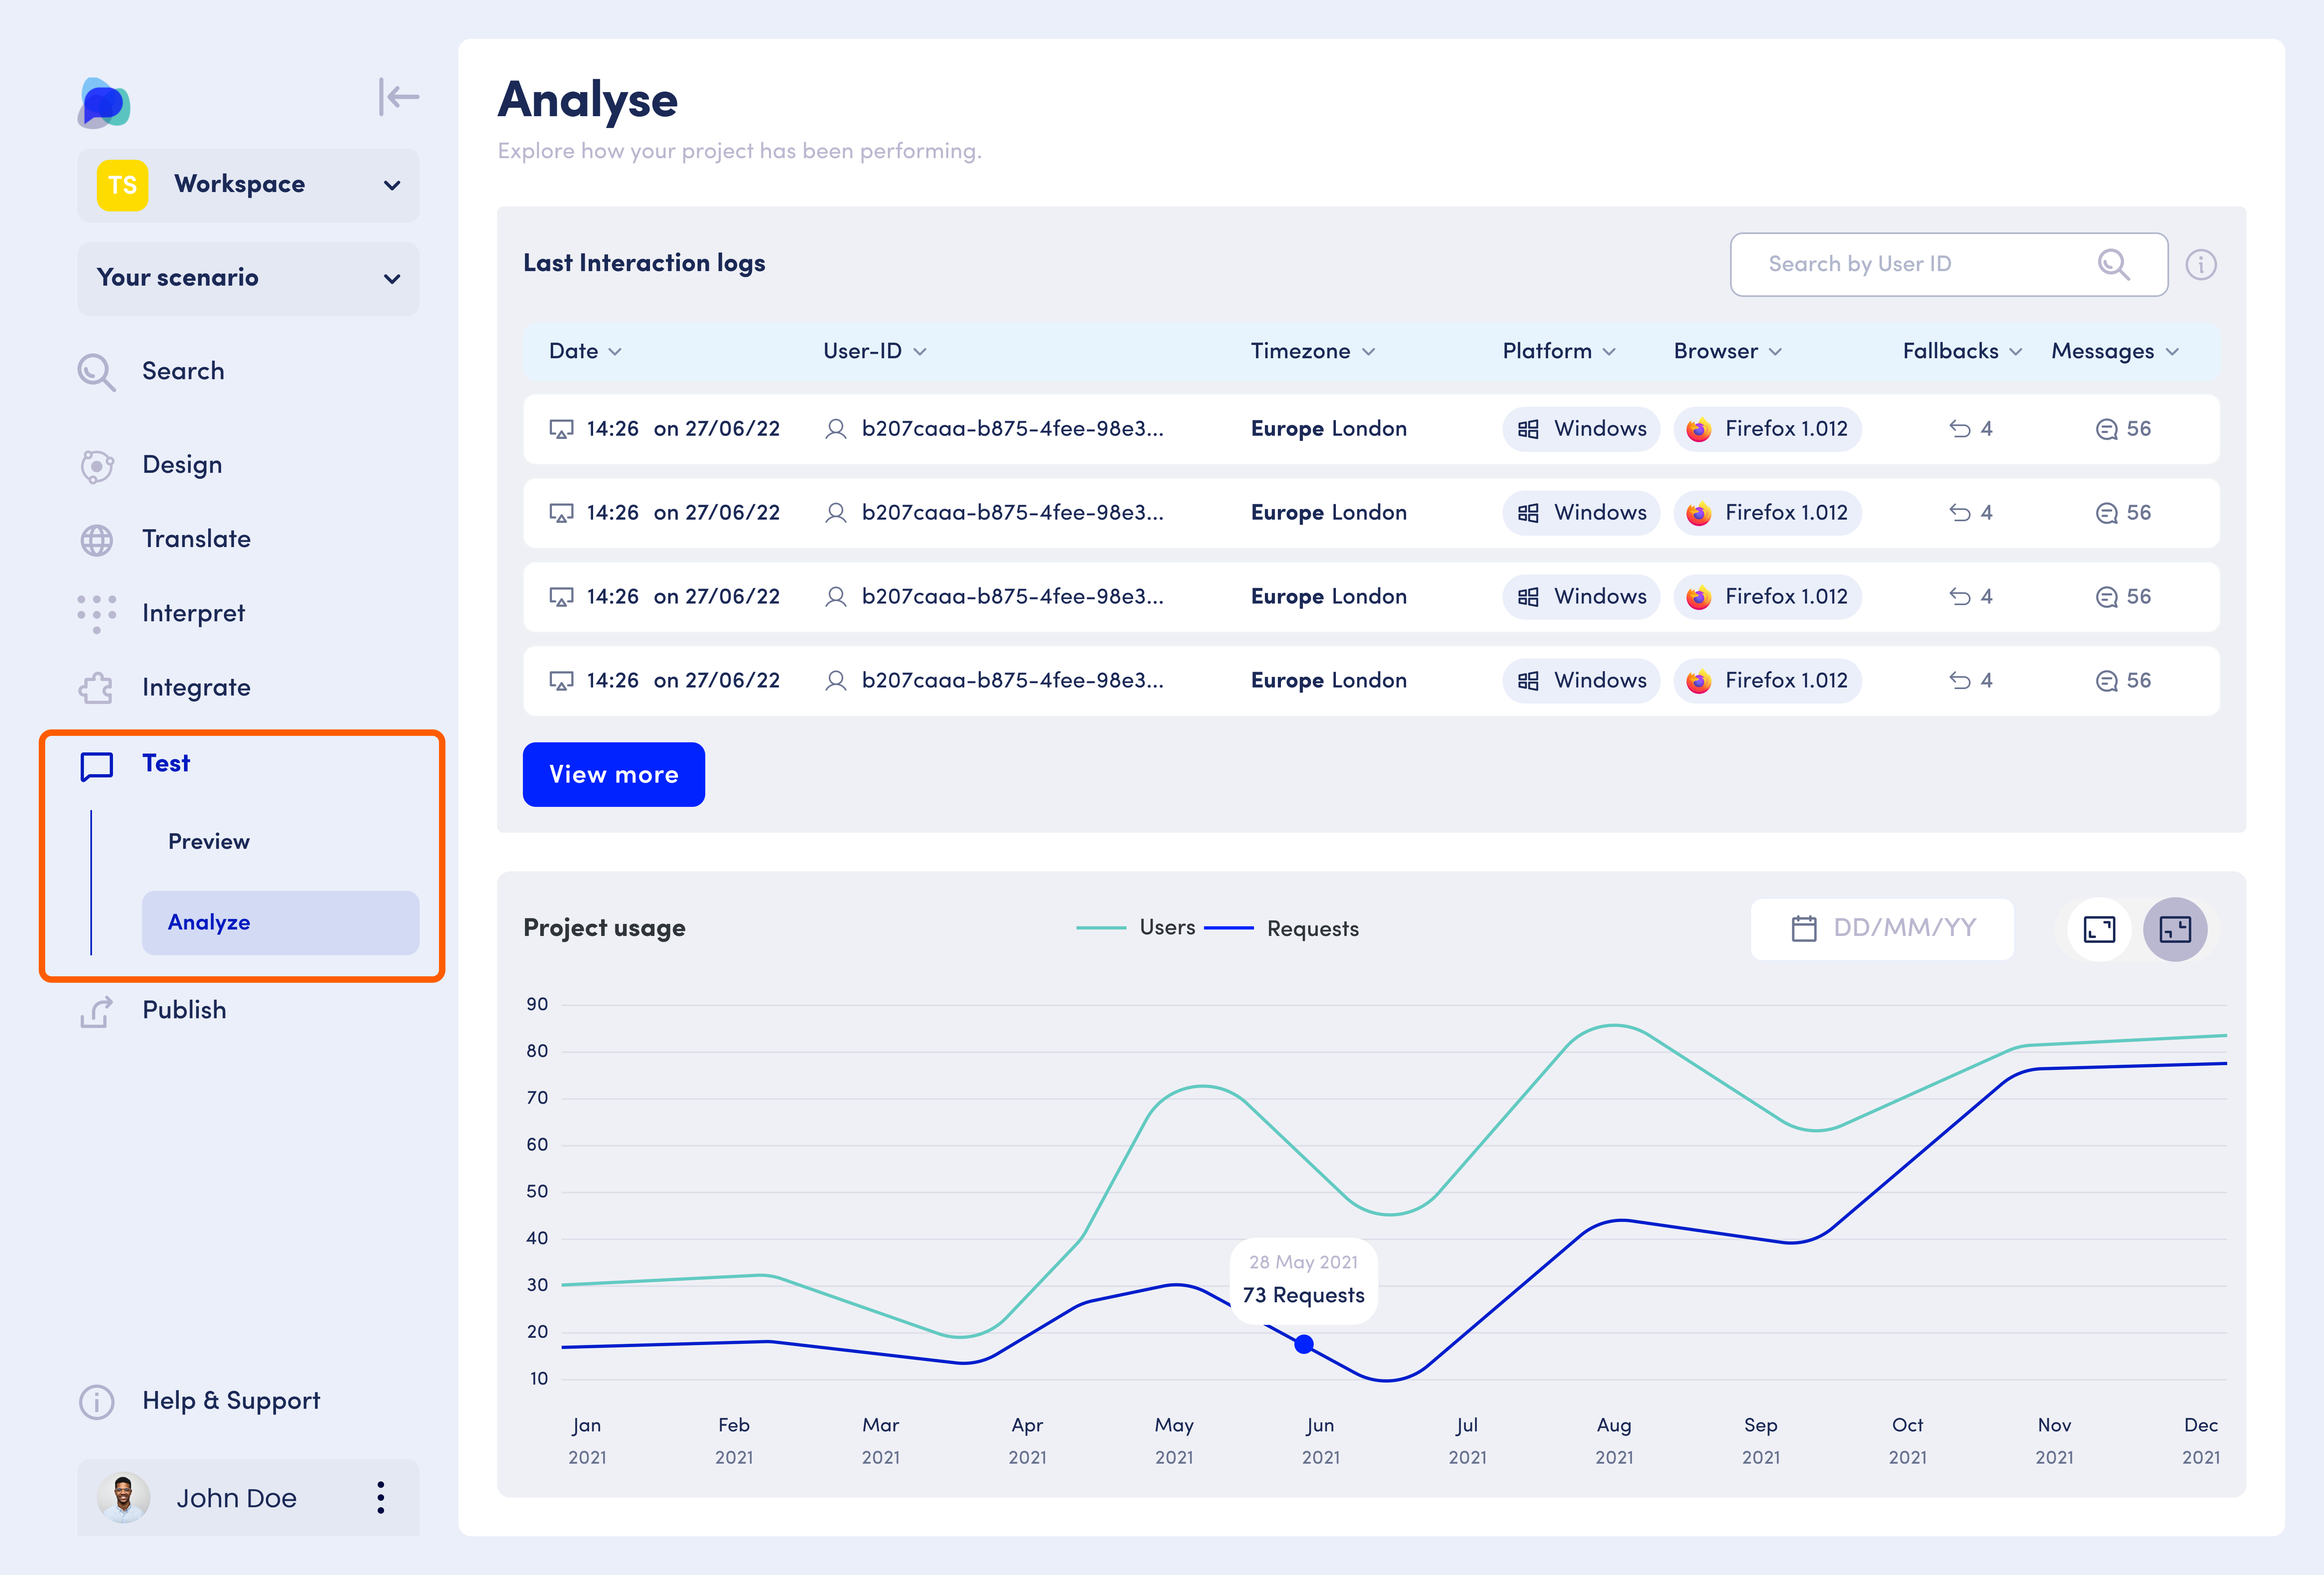 TS Workspace
Your scenario
Search
Design
Translate
Interpret
Integrate
Test
Preview
Analyze
Publish
Help & Support
John Doe
Analyse
Explore how your project has been performing.
Last Interaction logs
Search by User ID
Date User-ID Timezone Platform Browser Fallbacks Messages
14:26 on 27/06/22 b207caaa-b875-4fee-98e3... Europe London Windows Firefox 1.012 4 56
14:26 on 27/06/22 b207caaa-b875-4fee-98e3... Europe London Windows Firefox 1.012 4 56
14:26 on 27/06/22 b207caaa-b875-4fee-98e3... Europe London Windows Firefox 1.012 4 56
14:26 on 27/06/22 b207caaa-b875-4fee-98e3... Europe London Windows Firefox 1.012 4 56
View more
Project usage
Users Requests
DD/MM/YY
90
80
70
60
50
40
30
20
10
28 May 2021
73 Requests
Jan Feb Mar Apr May Jun Jul Aug Sep Oct Nov Dec
2021 2021 2021 2021 2021 2021 2021 2021 2021 2021 2021 2021